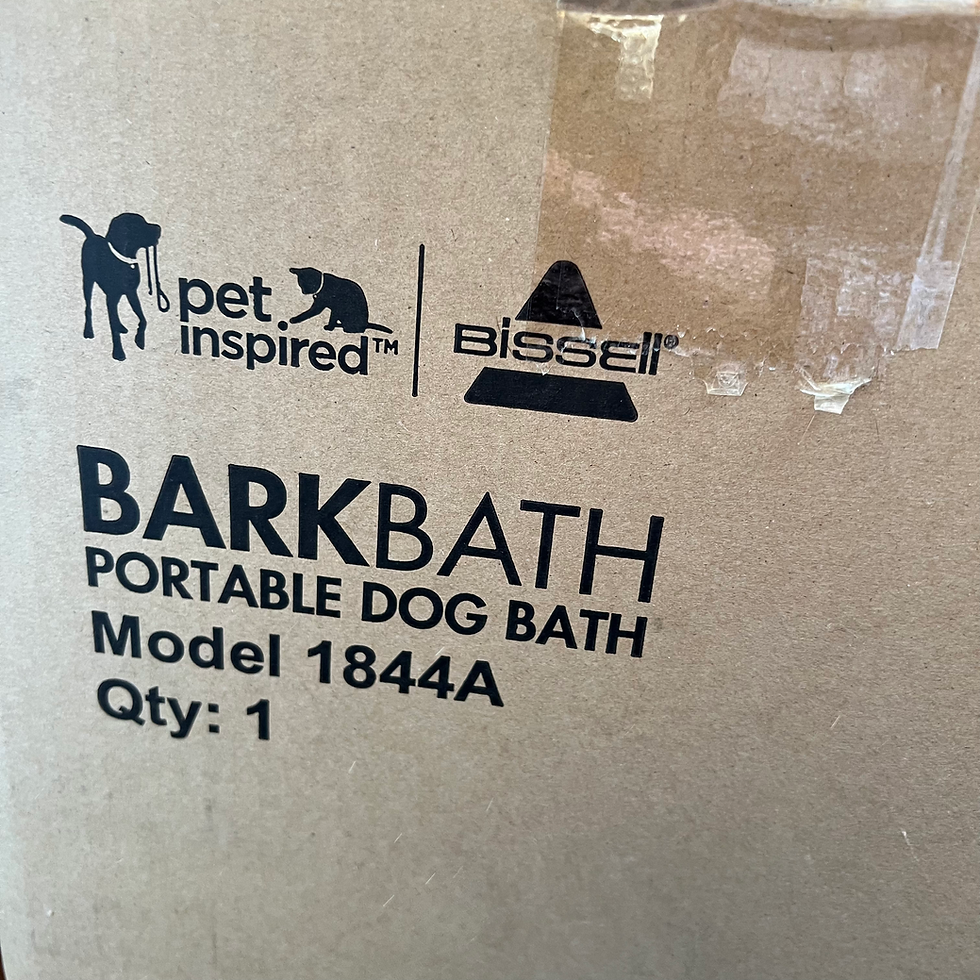 pet
inspired™
BISSELL®
BARKBATH
PORTABLE DOG BATH
Model 1844A
Qty: 1